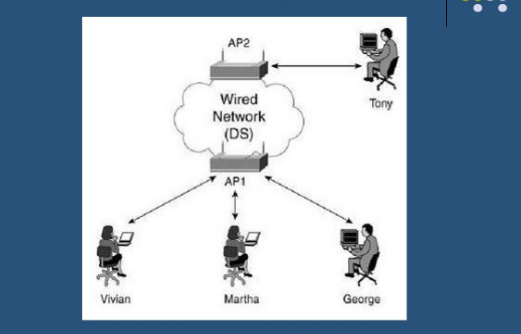 AP2
Tony
Wired
Network
(DS)
AP1
Vivian
Martha
George